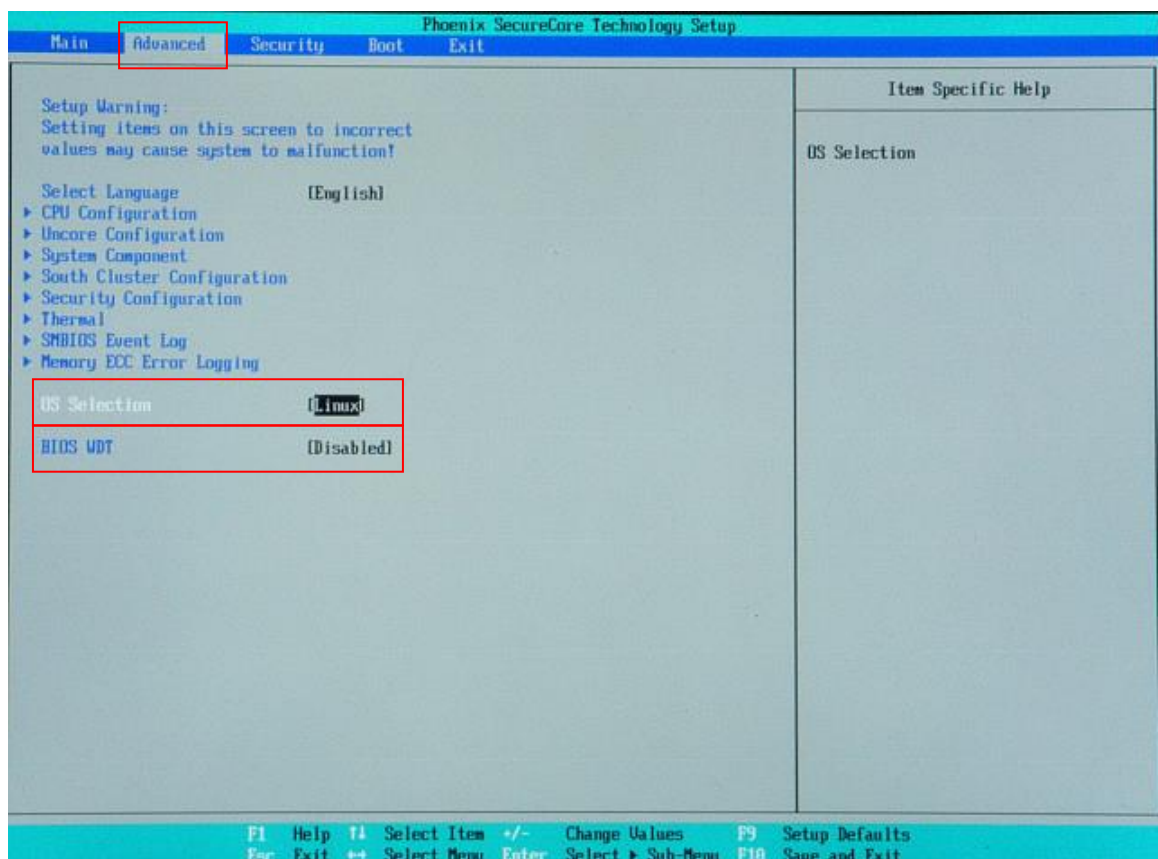 Phoenix SecureCore Technology Setup
Main Advanced Security Boot Exit
Item Specific Help
Setup Warning:
Setting items on this screen to incorrect
values may cause system to malfunction!
OS Selection
Select Language [English]
▶ CPU Configuration
▶ Uncore Configuration
▶ System Component
▶ South Cluster Configuration
▶ Security Configuration
▶ Thermal
▶ SMBIOS Event Log
▶ Memory ECC Error Logging
OS Selection [Linux]
BIOS WDT [Disabled]
F1 Help ↑↓ Select Item +/- Change Values F9 Setup Defaults
Esc Exit ↔ Select Menu Enter Select ▶ Sub-Menu F10 Save and Exit